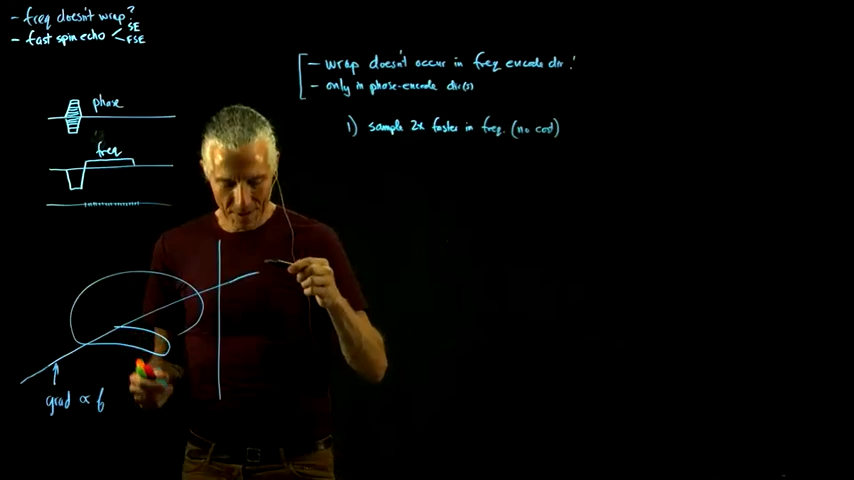 - freq doesn't wrap?
- fast spin echo < SE
FSE
- wrap doesn't occur in freq encode dir!
- only in phase-encode dir(s)
1) sample 2x faster in freq. (no cost)
phase
freq
grad ∝ f